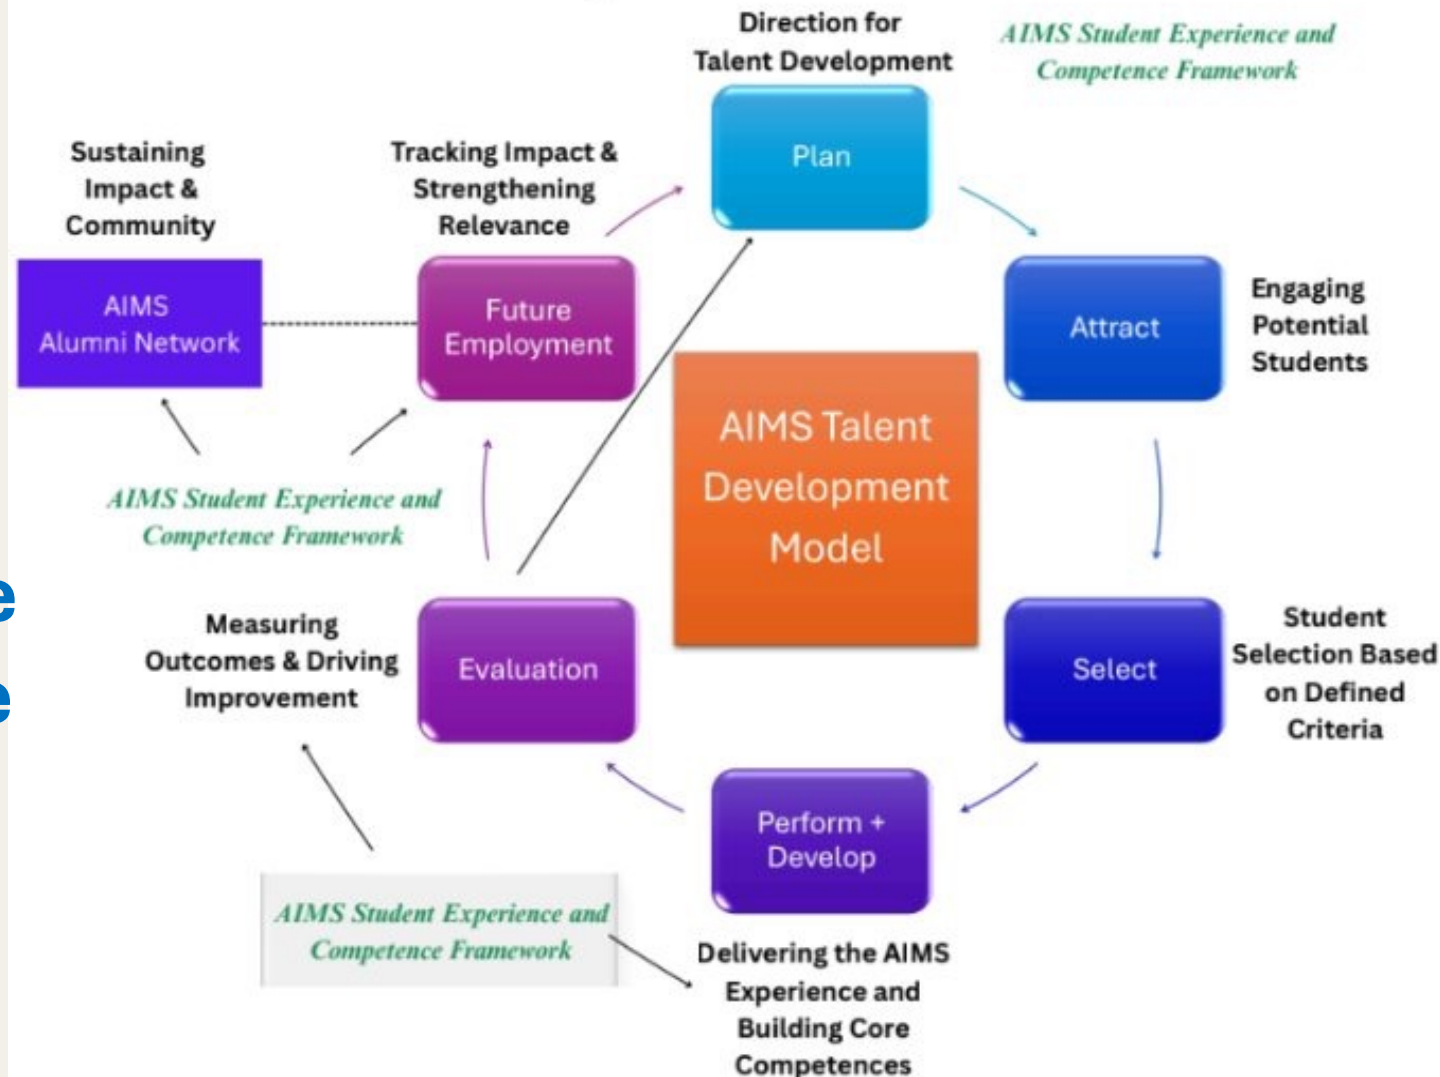 Direction for
Talent Development
AIMS Student Experience and
Competence Framework
Plan
Sustaining
Impact &
Community
Tracking Impact &
Strengthening
Relevance
AIMS
Alumni Network
Future
Employment
Attract
Engaging
Potential
Students
AIMS Talent
Development
Model
AIMS Student Experience and
Competence Framework
Measuring
Outcomes & Driving
Improvement
Evaluation
Select
Student
Selection Based
on Defined
Criteria
Perform +
Develop
AIMS Student Experience and
Competence Framework
Delivering the AIMS
Experience and
Building Core
Competences